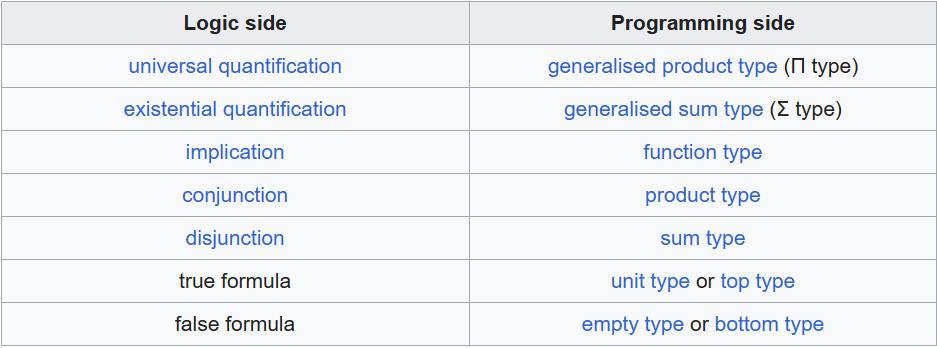 Logic side Programming side
universal quantification generalised product type (Π type)
existential quantification generalised sum type (Σ type)
implication function type
conjunction product type
disjunction sum type
true formula unit type or top type
false formula empty type or bottom type